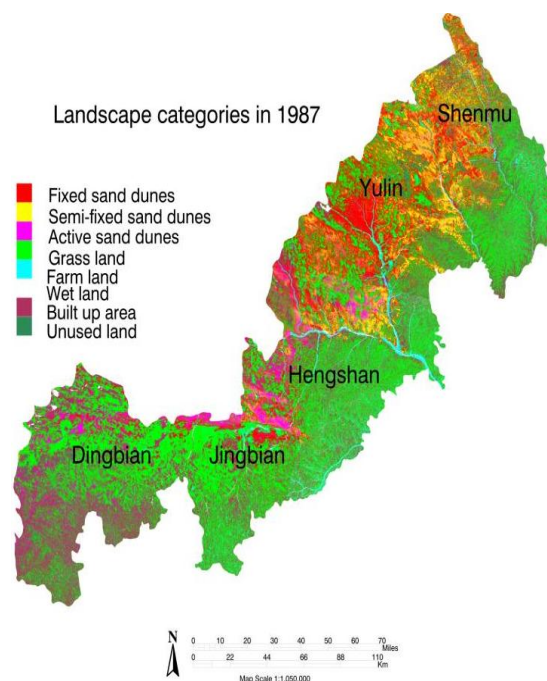 Landscape categories in 1987
Shenmu
Yulin
Fixed sand dunes
Semi-fixed sand dunes
Active sand dunes
Grass land
Farm land
Wet land
Built up area
Unused land
Hengshan
Dingbian
Jingbian
N
0 10 20 30 40 50 60 70
Miles
0 22 44 66 88 110
Km
Map Scale 1:1,050,000